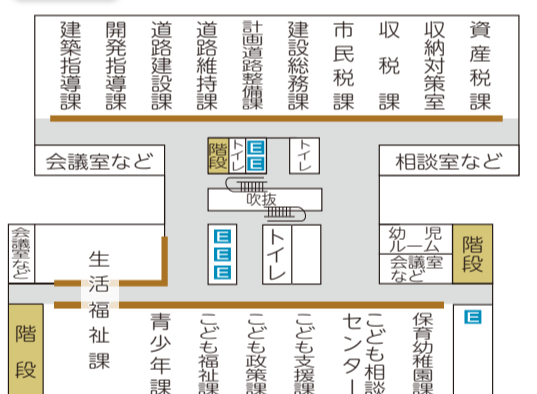 建築指導課
開発指導課
道路建設課
道路維持課
計画道路整備課
建設総務課
市民税課
収税課
収納対策室
資産税課
階段
トイレ
E
E
トイレ
会議室など
相談室など
吹抜
E
E
E
トイレ
幼児
ルーム
会議室
など
階段
会議室など
生活福祉課
階段
青少年課
こども福祉課
こども政策課
こども支援課
こども相談
センター
保育幼稚園課
E